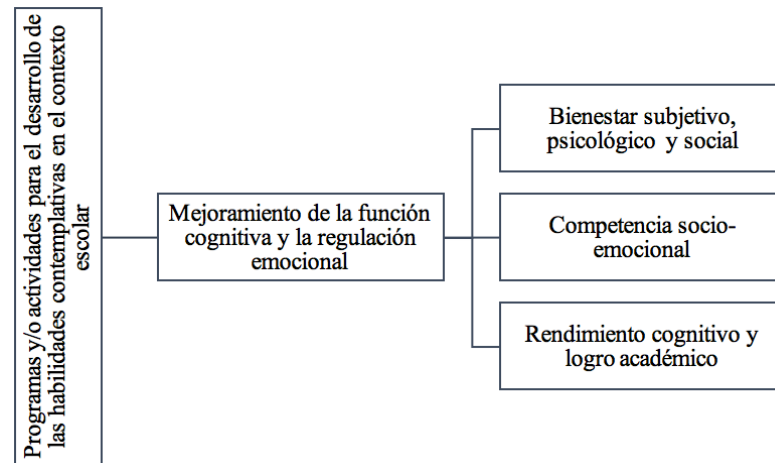 Programas y/o actividades para el desarrollo de
las habilidades contemplativas en el contexto
escolar
Mejoramiento de la función
cognitiva y la regulación
emocional
Bienestar subjetivo,
psicológico y social
Competencia socio-
emocional
Rendimiento cognitivo y
logro académico